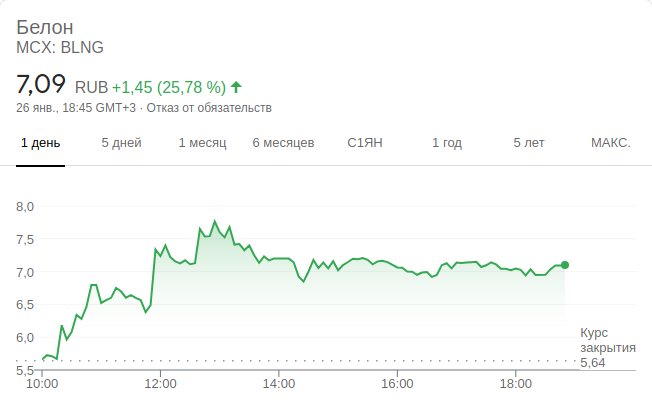 Белон
MCX: BLNG
7,09 RUB +1,45 (25,78 %)
26 янв., 18:45 GMT+3 · Отказ от обязательств
1 день 5 дней 1 месяц 6 месяцев С1ЯН 1 год 5 лет МАКС.
8,0
7,5
7,0
6,5
6,0
Курс
закрытия
5,64
5,5
10:00 12:00 14:00 16:00 18:00